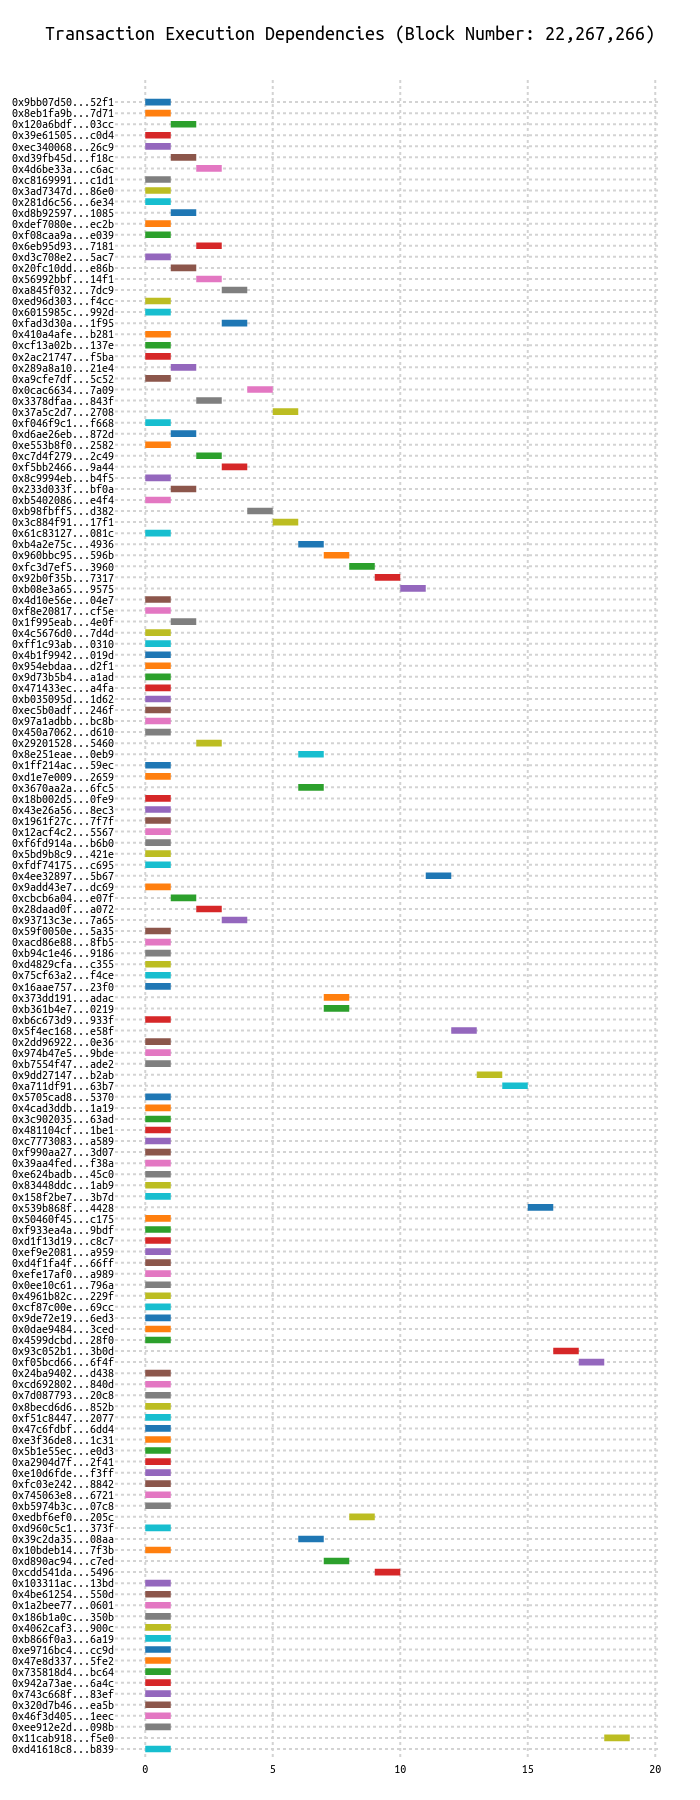 Transaction Execution Dependencies (Block Number: 22,267,266)
0x9bb07d50...52f1
0x8eb1fa9b...7d71
0x120a6bdf...03cc
0x39e61505...c0d4
0xec340068...26c9
0xd39fb45d...f18c
0x4d6be33a...c6ac
0xc8169991...c1d1
0x3ad7347d...86e0
0x281d6c56...6e34
0xd8b92597...1085
0xdef7080e...ec2b
0xf08caa9a...e039
0x6eb95d93...7181
0xd3c708e2...5ac7
0x20fc10dd...e86b
0x56992bbf...14f1
0xa845f032...7dc9
0xed96d303...f4cc
0x6015985c...992d
0xfad3d30a...1f95
0x410a4afe...b281
0xcf13a02b...137e
0x2ac21747...f5ba
0x289a8a10...21e4
0xa9cfe7df...5c52
0x0cac6634...7a09
0x3378dfaa...843f
0x37a5c2d7...2708
0xf046f9c1...f668
0xd6ae26eb...872d
0xe553b8f0...2582
0xc7d4f279...2c49
0xf5bb2466...9a44
0x8c9994eb...b4f5
0x233d033f...bf0a
0xb5402086...e4f4
0xb98fbff5...d382
0x3c884f91...17f1
0x61c83127...081c
0xb4a2e75c...4936
0x960bbc95...596b
0xfc3d7ef5...3960
0x92b0f35b...7317
0xb08e3a65...9575
0x4d10e56e...04e7
0xf8e20817...cf5e
0x1f995eab...4e0f
0x4c5676d0...7d4d
0xff1c93ab...0310
0x4b1f9942...019d
0x954ebdaa...d2f1
0x9d73b5b4...a1ad
0x471433ec...a4fa
0xb035095d...1d62
0xec5b0adf...246f
0x97a1adbb...bc8b
0x450a7062...d610
0x29201528...5460
0x8e251eae...0eb9
0x1ff214ac...59ec
0xd1e7e009...2659
0x3670aa2a...6fc5
0x18b002d5...0fe9
0x43e26a56...8ec3
0x1961f27c...7f7f
0x12acf4c2...5567
0xf6fd914a...b6b0
0x5bd9b8c9...421e
0xfdf74175...c695
0x4ee32897...5b67
0x9add43e7...dc69
0xcbcb6a04...e07f
0x28daad0f...a072
0x93713c3e...7a65
0x59f0050e...5a35
0xacd86e88...8fb5
0xb94c1e46...9186
0xd4829cfa...c355
0x75cf63a2...f4ce
0x16aae757...23f0
0x373dd191...adac
0xb361b4e7...0219
0xb6c673d9...933f
0x5f4ec168...e58f
0x2dd96922...0e36
0x974b47e5...9bde
0xb7554f47...ade2
0x9dd27147...b2ab
0xa711df91...63b7
0x5705cad8...5370
0x4cad3ddb...1a19
0x3c902035...63ad
0x481104cf...1be1
0xc7773083...a589
0xf990aa27...3d07
0x39aa4fed...f38a
0xe624badb...45c0
0x83448ddc...1ab9
0x158f2be7...3b7d
0x539b868f...4428
0x50460f45...c175
0xf933ea4a...9bdf
0xd1f13d19...c8c7
0xef9e2081...a959
0xd4f1fa4f...66ff
0xefe17af0...a989
0x0ee10c61...796a
0x4961b82c...229f
0xcf87c00e...69cc
0x9de72e19...6ed3
0x0dae9484...3ced
0x4599dcbd...28f0
0x93c052b1...3b0d
0xf05bcd66...6f4f
0x24ba9402...d438
0xcd692802...840d
0x7d087793...20c8
0x8becd6d6...852b
0xf51c8447...2077
0x47c6fdbf...6dd4
0xe3f36de8...1c31
0x5b1e55ec...e0d3
0xa2904d7f...2f41
0xe10d6fde...f3ff
0xfc03e242...8842
0x745063e8...6721
0xb5974b3c...07c8
0xedbf6ef0...205c
0xd960c5c1...373f
0x39c2da35...08aa
0x10bdeb14...7f3b
0xd890ac94...c7ed
0xcdd541da...5496
0x103311ac...13bd
0x4be61254...550d
0x1a2bee77...0601
0x186b1a0c...350b
0x4062caf3...900c
0xb866f0a3...6a19
0xe9716bc4...cc9d
0x47e8d337...5fe2
0x735818d4...bc64
0x942a73ae...6a4c
0x743c668f...83ef
0x320d7b46...ea5b
0x46f3d405...1eec
0xee912e2d...098b
0x11cab918...f5e0
0xd41618c8...b839
0 5 10 15 20